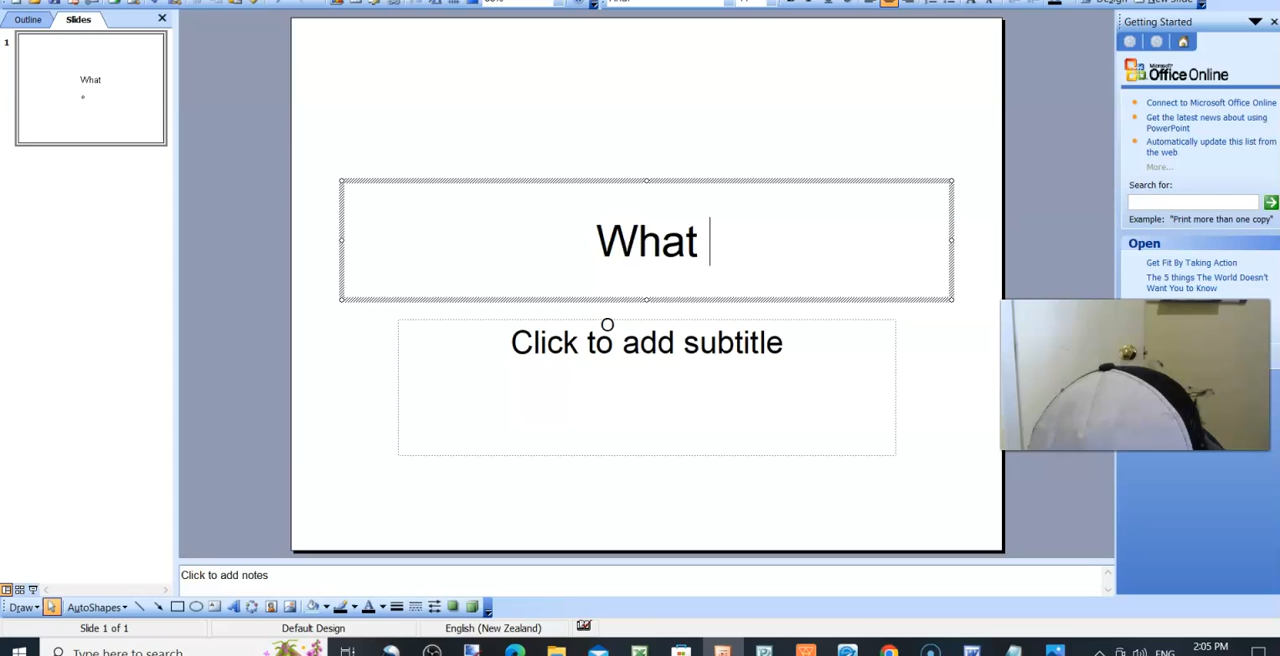 Outline
Slides
Getting Started
1
What
Microsoft
Office Online
Connect to Microsoft Office Online
Get the latest news about using
PowerPoint
Automatically update this list from
the web
More...
Search for:
Example: "Print more than one copy"
Open
Get Fit By Taking Action
The 5 things The World Doesn't
Want You to Know
What
Click to add subtitle
Click to add notes
Draw
AutoShapes
Slide 1 of 1
Default Design
English (New Zealand)
Type here to search
ENG
2:05 PM